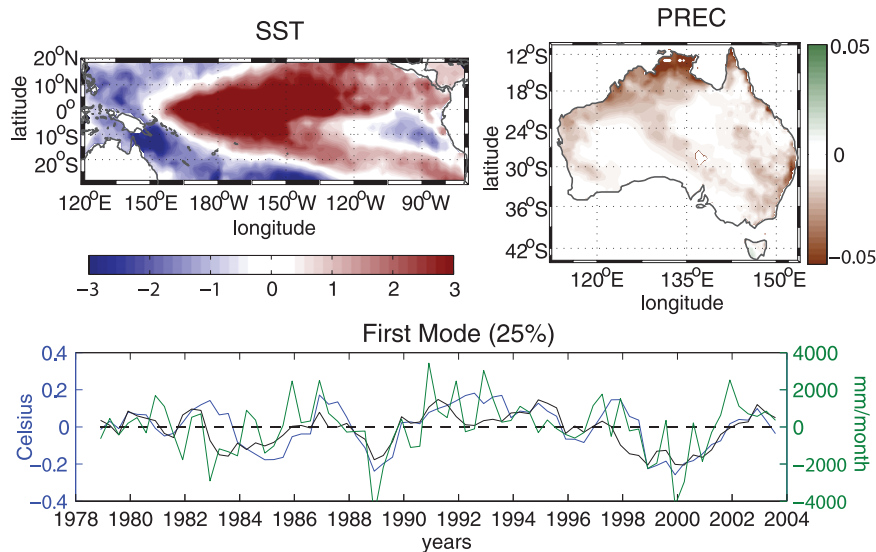 SST
20°N
10°N
0°
10°S
20°S
latitude
120°E 150°E 180°W 150°W 120°W 90°W
longitude
−3 −2 −1 0 1 2 3
PREC
12°S
18°S
24°S
30°S
36°S
42°S
latitude
120°E 135°E 150°E
longitude
0.05
0
−0.05
First Mode (25%)
0.4
0.2
0
−0.2
−0.4
Celsius
4000
2000
0
−2000
−4000
mm/month
1978 1980 1982 1984 1986 1988 1990 1992 1994 1996 1998 2000 2002 2004
years